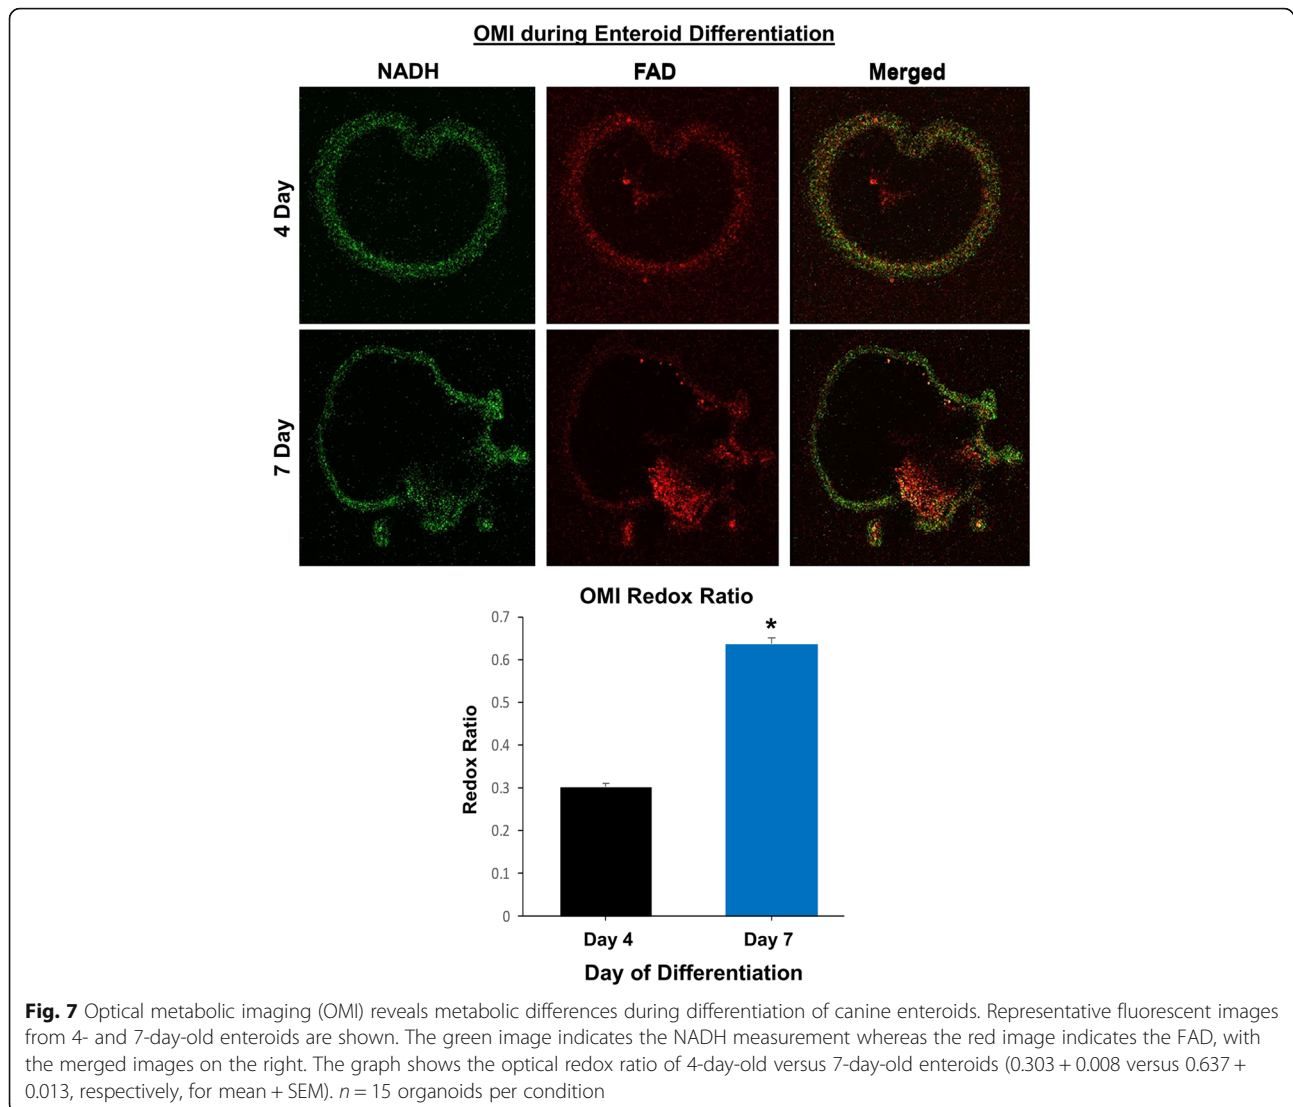 OMI during Enteroid Differentiation
NADH FAD Merged
4 Day
7 Day
OMI Redox Ratio
0.7
*
0.6
0.5
0.4
0.3
0.2
0.1
0
Redox Ratio
Day 4 Day 7
Day of Differentiation
Fig. 7 Optical metabolic imaging (OMI) reveals metabolic differences during differentiation of canine enteroids. Representative fluorescent images
from 4- and 7-day-old enteroids are shown. The green image indicates the NADH measurement whereas the red image indicates the FAD, with
the merged images on the right. The graph shows the optical redox ratio of 4-day-old versus 7-day-old enteroids (0.303 + 0.008 versus 0.637 +
0.013, respectively, for mean + SEM). n = 15 organoids per condition